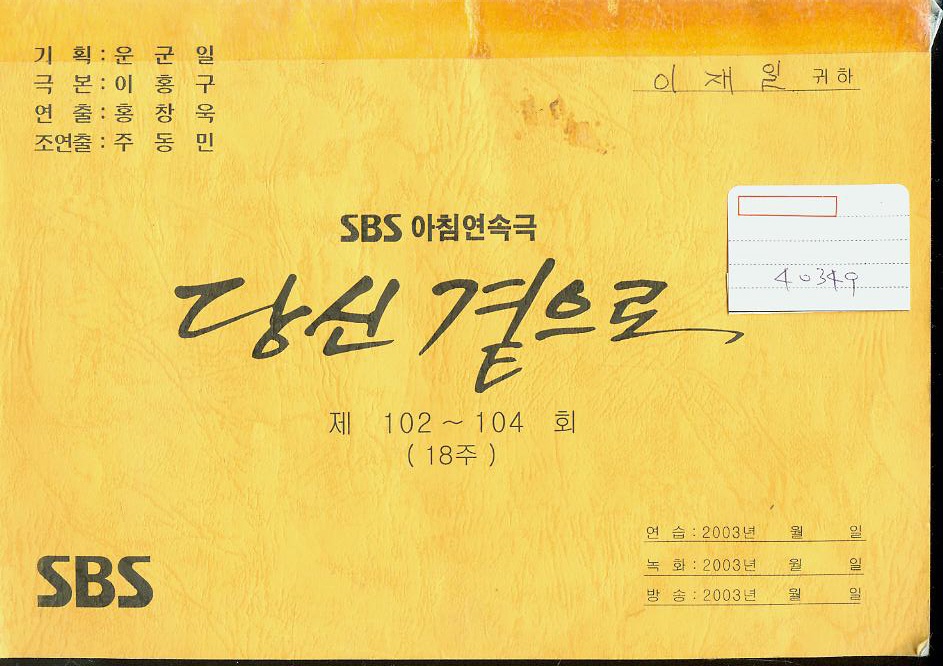 기 획 : 운 군 일
극 본 : 이 홍 구
연 출 : 홍 창 욱
조연출 : 주 동 민
이 재 일 귀하
40349
SBS 아침연속극
당신 곁으로
제 102 ~ 104 회
( 18주 )
연 습 : 2003년 월 일
녹 화 : 2003년 월 일
방 송 : 2003년 월 일
SBS